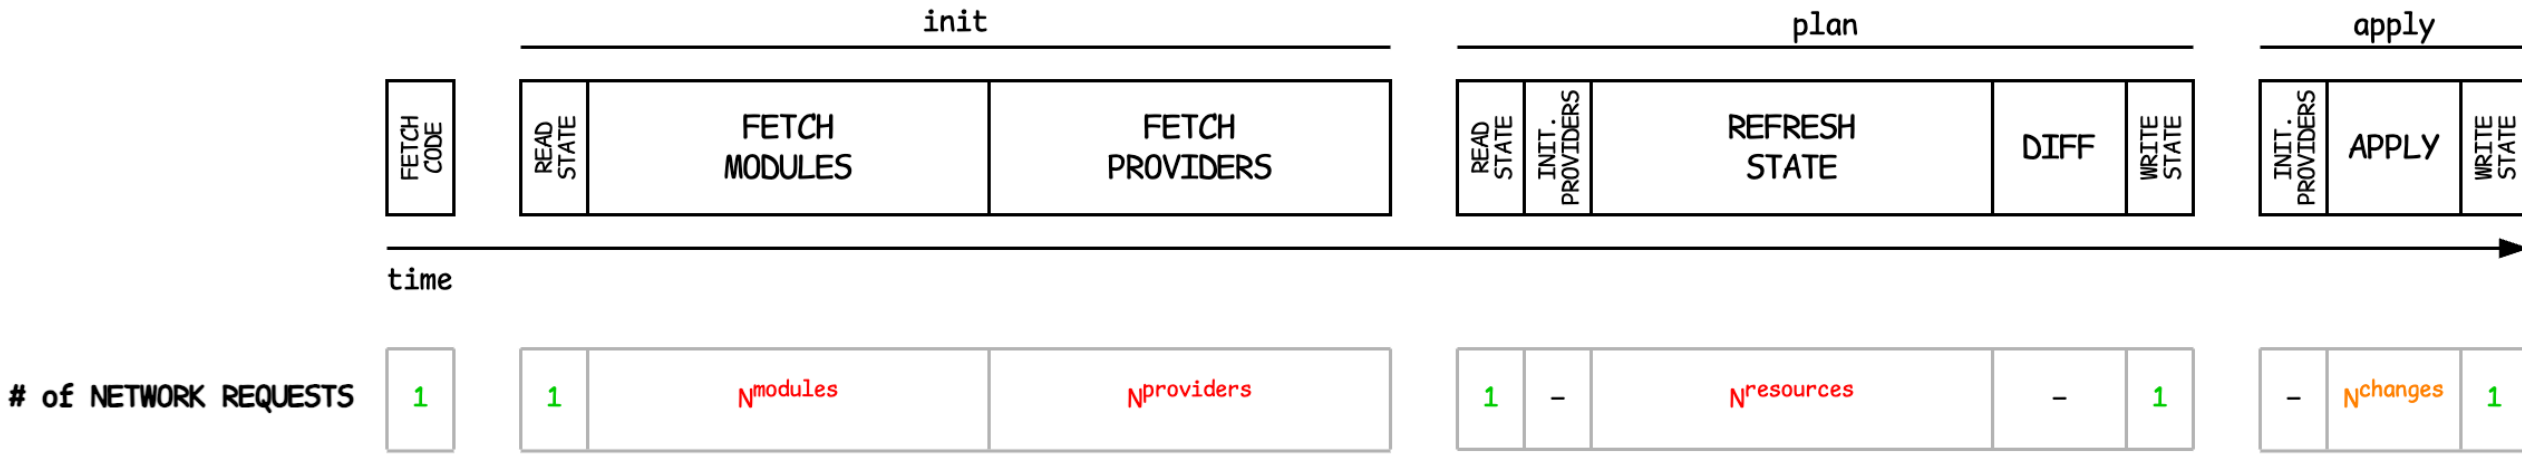 init
plan
apply
FETCH
CODE
READ
STATE
FETCH
MODULES
FETCH
PROVIDERS
READ
STATE
INIT.
PROVIDERS
REFRESH
STATE
DIFF
WRITE
STATE
INIT.
PROVIDERS
APPLY
WRITE
STATE
time
# of NETWORK REQUESTS
1
1
Nmodules
Nproviders
1
-
Nresources
-
1
-
Nchanges
1